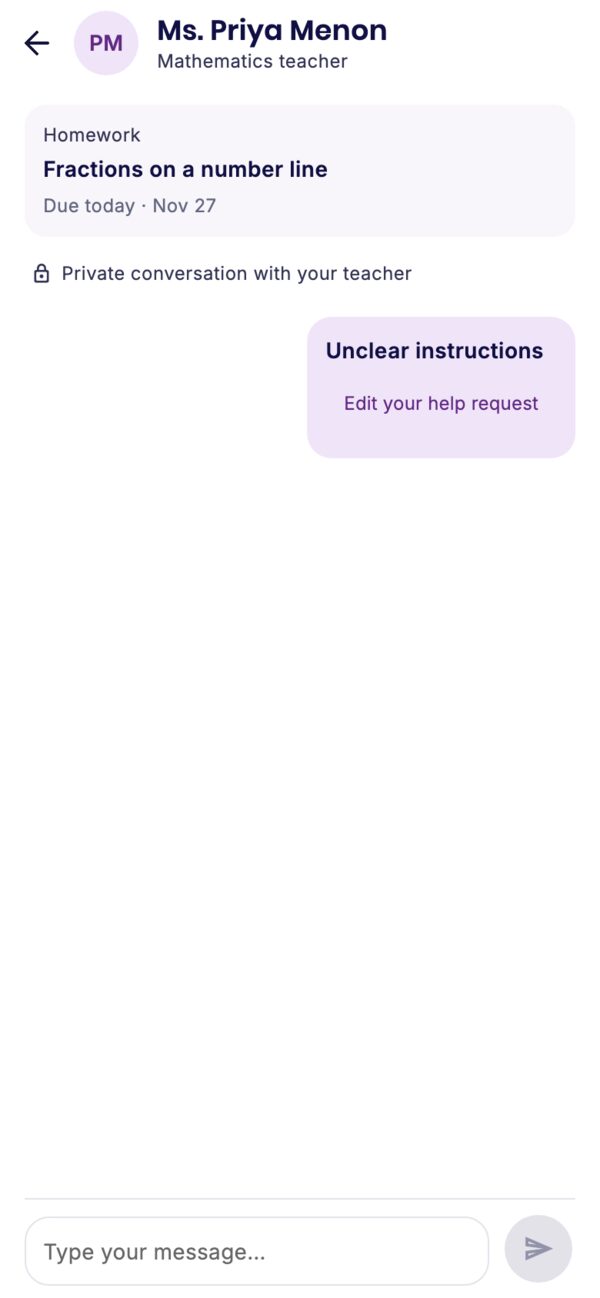 PM
Ms. Priya Menon
Mathematics teacher
Homework
Fractions on a number line
Due today · Nov 27
Private conversation with your teacher
Unclear instructions
Edit your help request
Type your message...